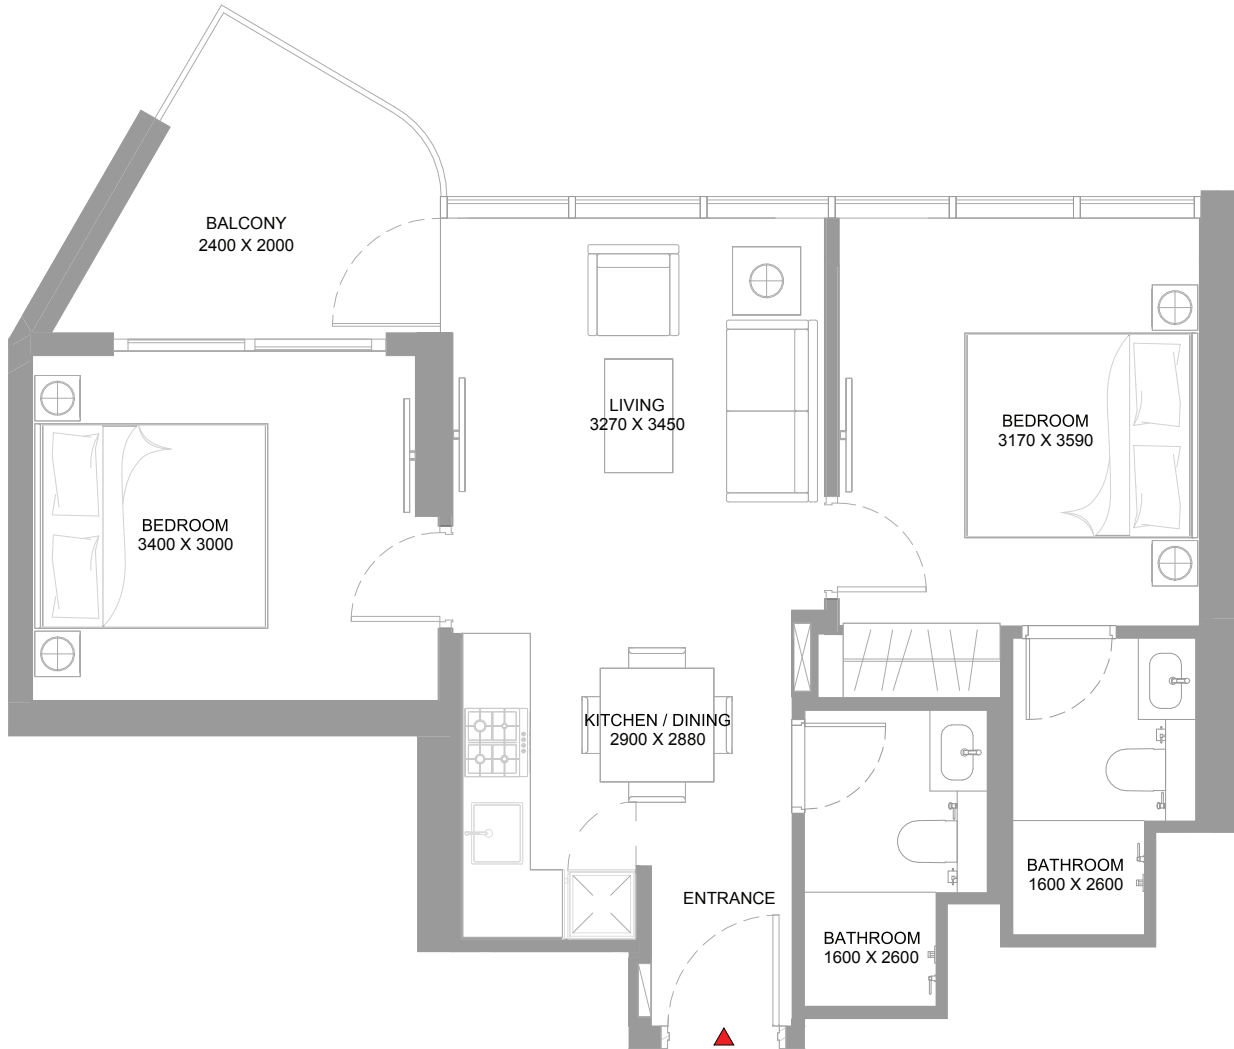 BALCONY
2400 X 2000
LIVING
3270 X 3450
BEDROOM
3170 X 3590
BEDROOM
3400 X 3000
KITCHEN / DINING
2900 X 2880
BATHROOM
1600 X 2600
ENTRANCE
BATHROOM
1600 X 2600